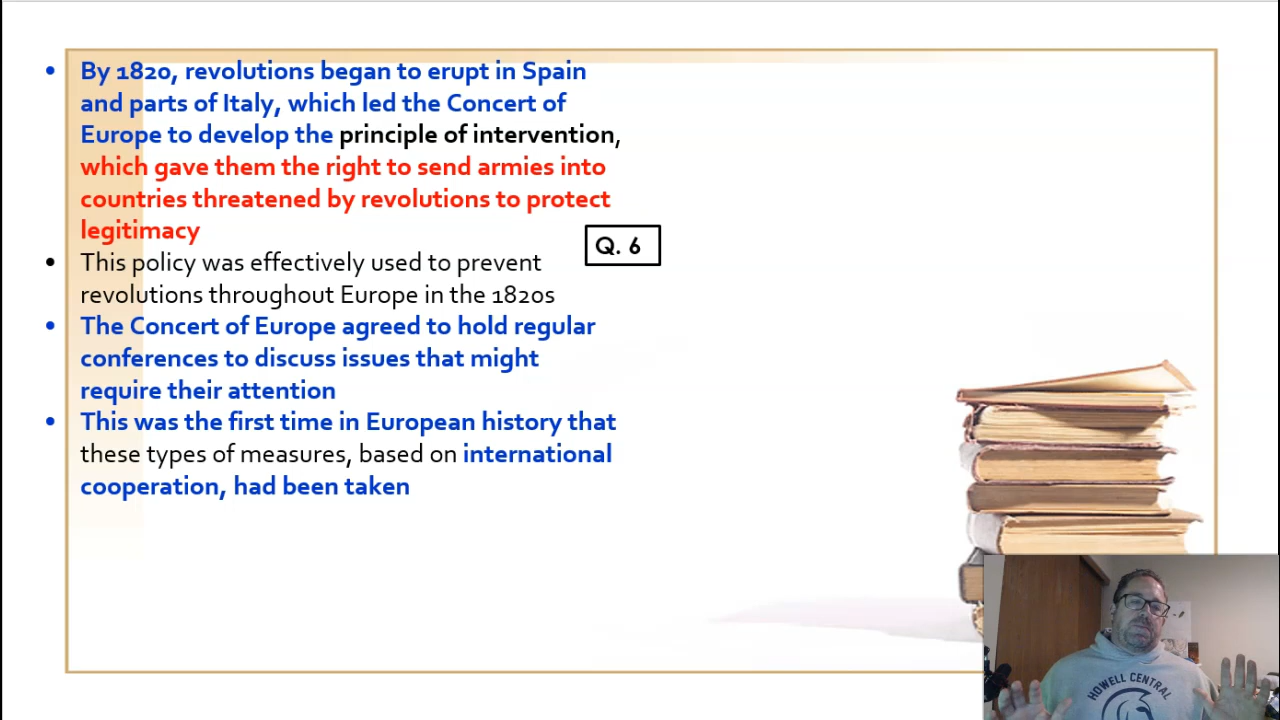 By 1820, revolutions began to erupt in Spain
and parts of Italy, which led the Concert of
Europe to develop the principle of intervention,
which gave them the right to send armies into
countries threatened by revolutions to protect
legitimacy
Q. 6
This policy was effectively used to prevent
revolutions throughout Europe in the 1820s
The Concert of Europe agreed to hold regular
conferences to discuss issues that might
require their attention
This was the first time in European history that
these types of measures, based on international
cooperation, had been taken
HOWELL CENTRAL